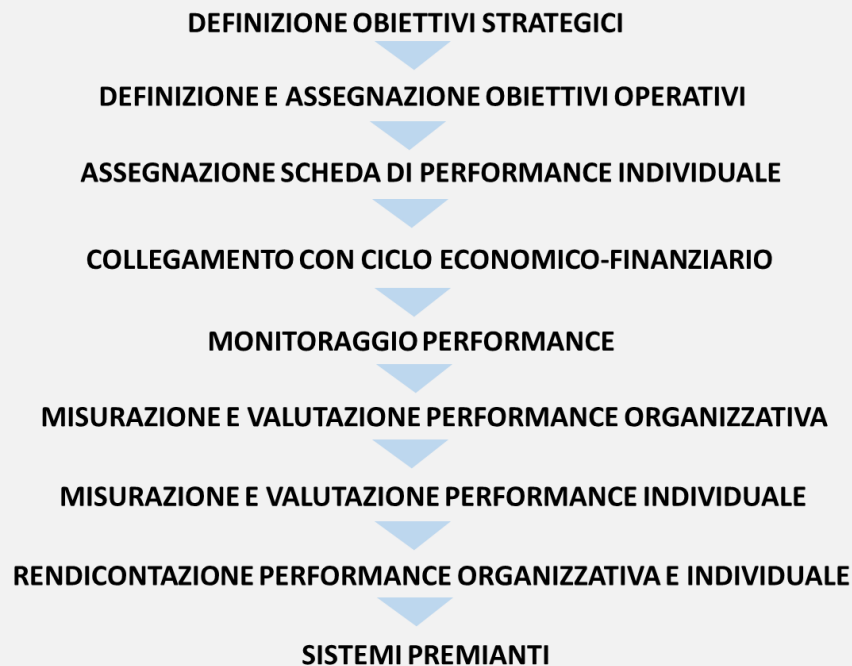 DEFINIZIONE OBIETTIVI STRATEGICI
DEFINIZIONE E ASSEGNAZIONE OBIETTIVI OPERATIVI
ASSEGNAZIONE SCHEDA DI PERFORMANCE INDIVIDUALE
COLLEGAMENTO CON CICLO ECONOMICO-FINANZIARIO
MONITORAGGIO PERFORMANCE
MISURAZIONE E VALUTAZIONE PERFORMANCE ORGANIZZATIVA
MISURAZIONE E VALUTAZIONE PERFORMANCE INDIVIDUALE
RENDICONTAZIONE PERFORMANCE ORGANIZZATIVA E INDIVIDUALE
SISTEMI PREMIANTI